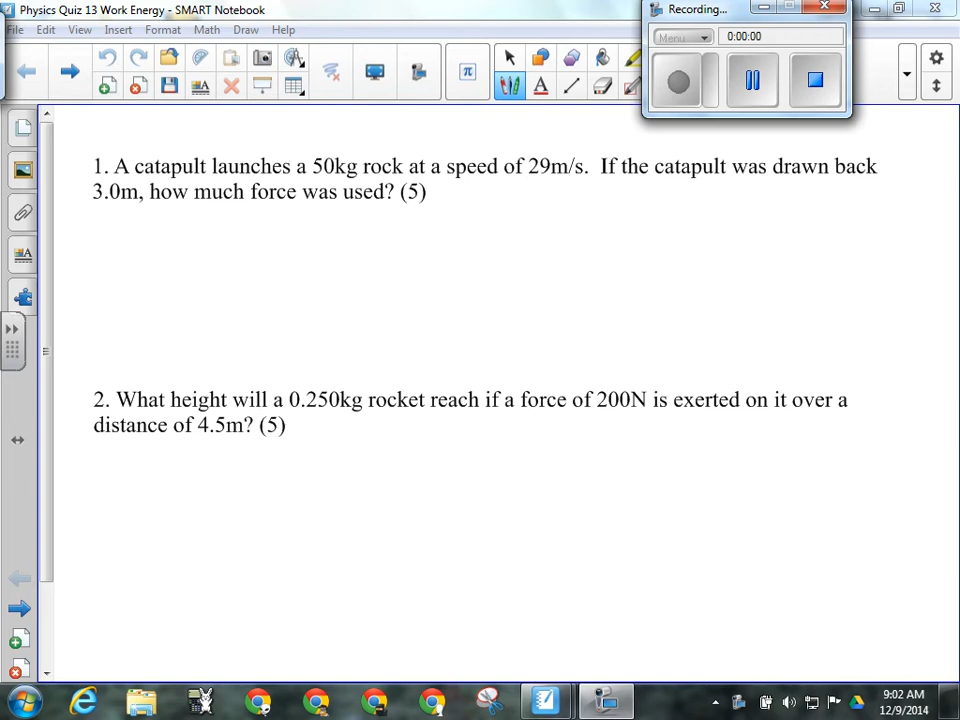 Physics Quiz 13 Work Energy - SMART Notebook
Recording...
File Edit View Insert Format Math Draw Help
Menu 0:00:00
π
A
1. A catapult launches a 50kg rock at a speed of 29m/s. If the catapult was drawn back
3.0m, how much force was used? (5)
2. What height will a 0.250kg rocket reach if a force of 200N is exerted on it over a
distance of 4.5m? (5)
9:02 AM
12/9/2014